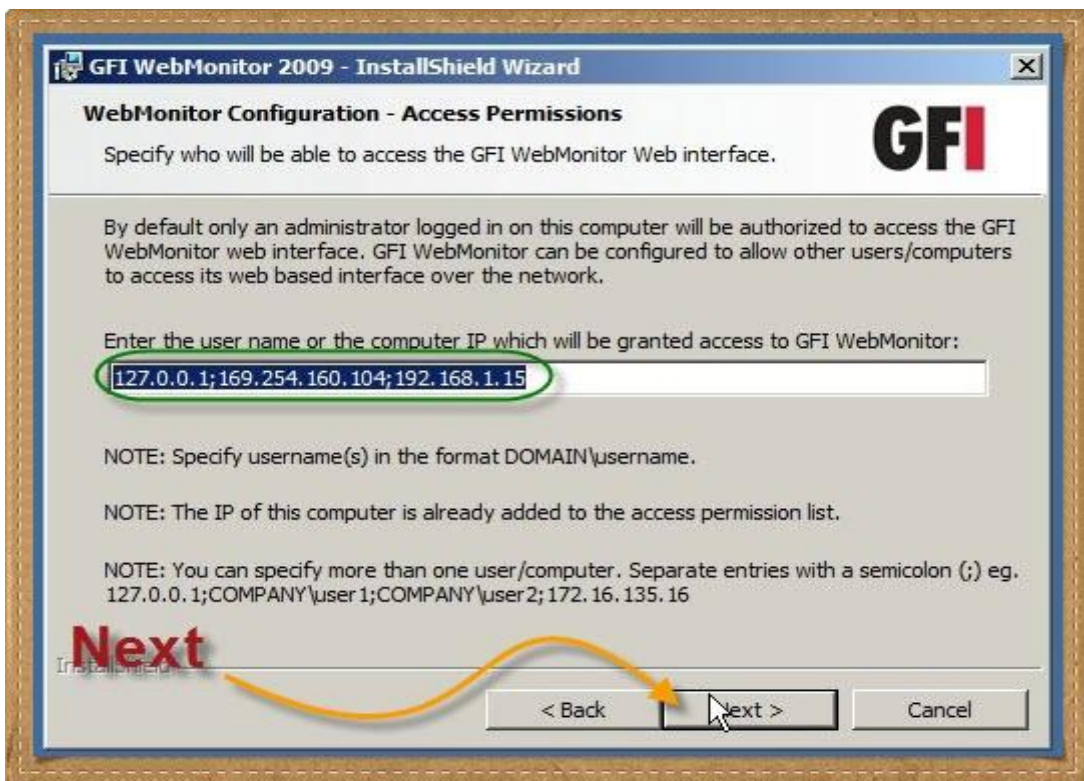 GFI WebMonitor 2009 - InstallShield Wizard
WebMonitor Configuration - Access Permissions
Specify who will be able to access the GFI WebMonitor Web interface.
GFI
By default only an administrator logged in on this computer will be authorized to access the GFI
WebMonitor web interface. GFI WebMonitor can be configured to allow other users/computers
to access its web based interface over the network.
Enter the user name or the computer IP which will be granted access to GFI WebMonitor:
127.0.0.1;169.254.160.104;192.168.1.15
NOTE: Specify username(s) in the format DOMAIN\username.
NOTE: The IP of this computer is already added to the access permission list.
NOTE: You can specify more than one user/computer. Separate entries with a semicolon (;) eg.
127.0.0.1;COMPANY\user1;COMPANY\user2;172.16.135.16
Next
InstallShield
< Back
Next >
Cancel